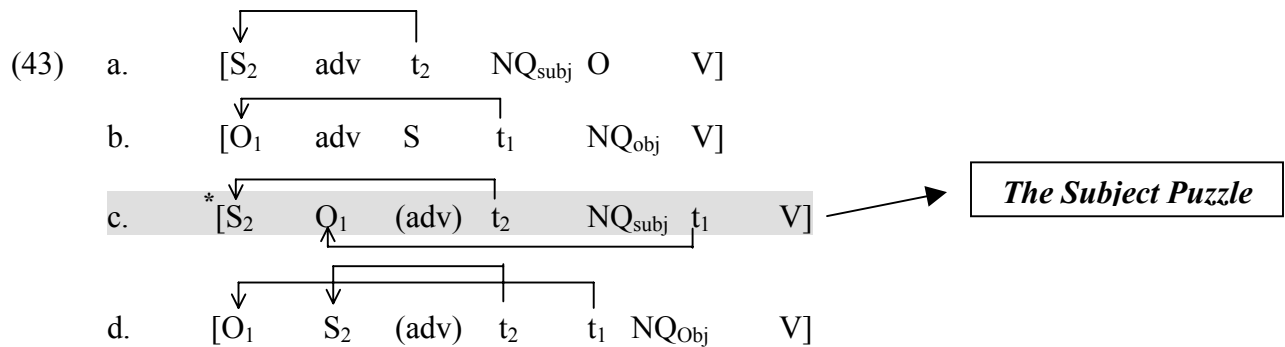 (43) a. [S₂ adv t₂ NQsubj O V]
b. [O₁ adv S t₁ NQobj V]
c. *[S₂ O₁ (adv) t₂ NQsubj t₁ V] The Subject Puzzle
d. [O₁ S₂ (adv) t₂ t₁ NQObj V]